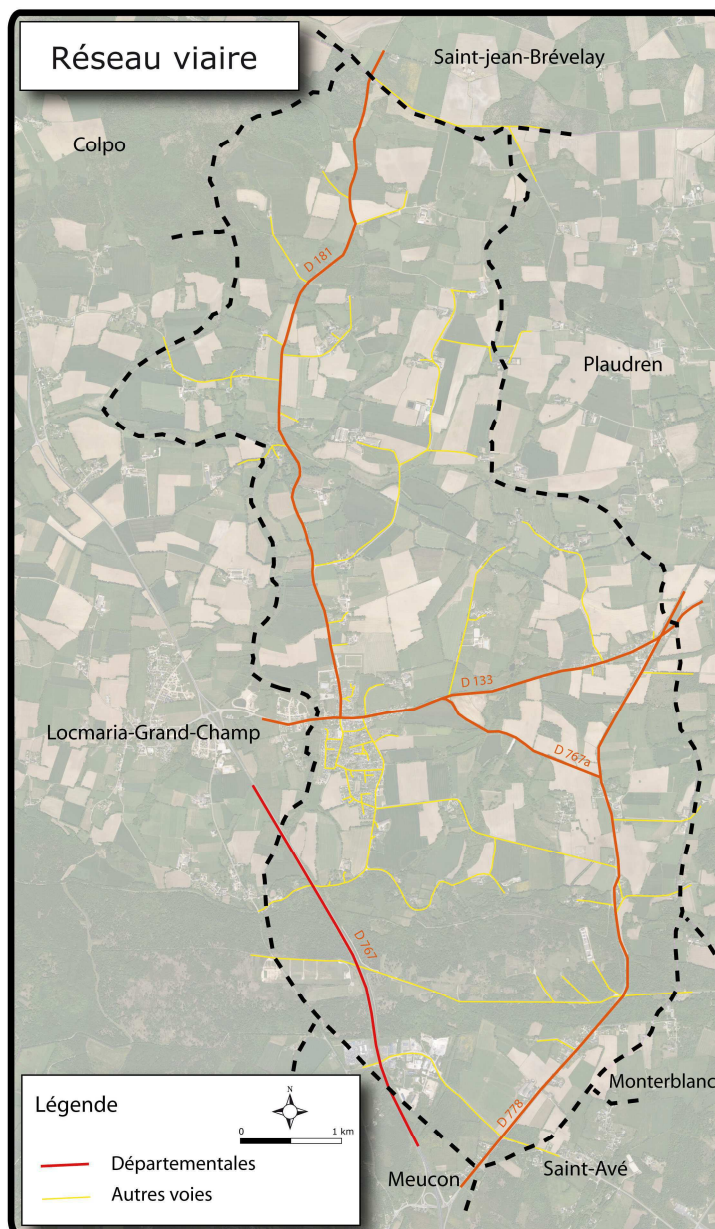 Réseau viaire
Saint-jean-Brévelay
Colpo
D 181
Plaudren
D 133
Locmaria-Grand-Champ
D 767a
D 767
Monterblanc
D 778
Saint-Avé
Meucon
Légende
N
0 1 km
Départementales
Autres voies